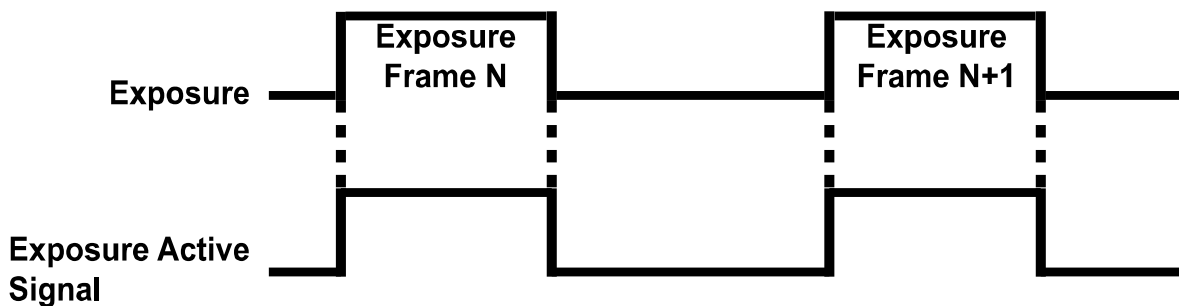 Exposure
Frame N
Exposure
Frame N+1
Exposure
Exposure Active
Signal